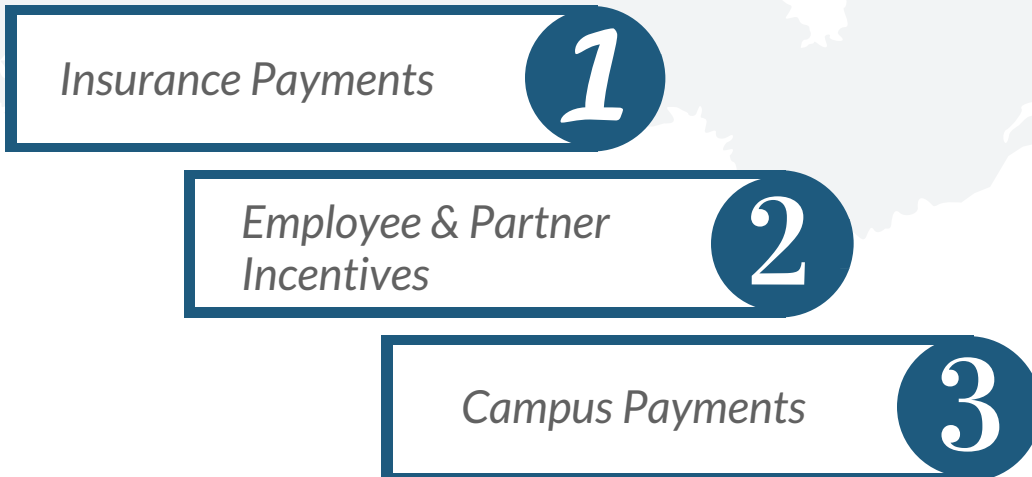 Insurance Payments
1
Employee & Partner
Incentives
2
Campus Payments
3